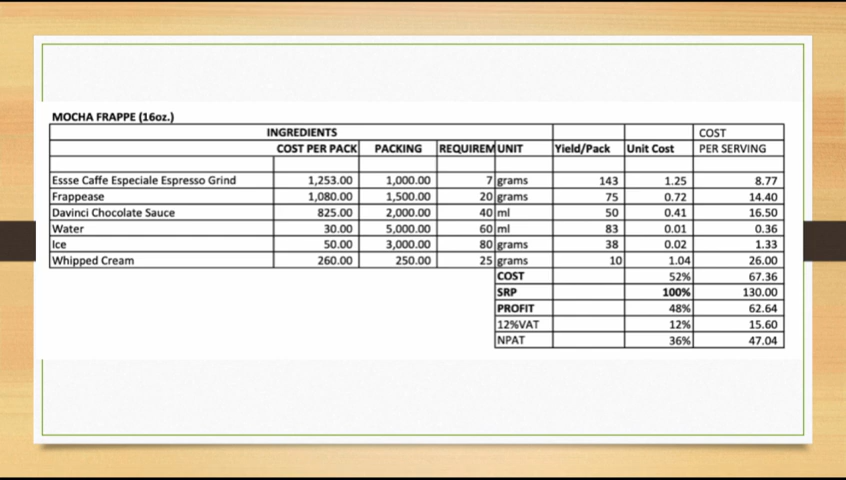 MOCHA FRAPPE (16oz.)
INGREDIENTS COST
COST PER PACK PACKING REQUIREM UNIT Yield/Pack Unit Cost PER SERVING
Essse Caffe Especiale Espresso Grind 1,253.00 1,000.00 7 grams 143 1.25 8.77
Frappease 1,080.00 1,500.00 20 grams 75 0.72 14.40
Davinci Chocolate Sauce 825.00 2,000.00 40 ml 50 0.41 16.50
Water 30.00 5,000.00 60 ml 83 0.01 0.36
Ice 50.00 3,000.00 80 grams 38 0.02 1.33
Whipped Cream 260.00 250.00 25 grams 10 1.04 26.00
COST 52% 67.36
SRP 100% 130.00
PROFIT 48% 62.64
12%VAT 12% 15.60
NPAT 36% 47.04